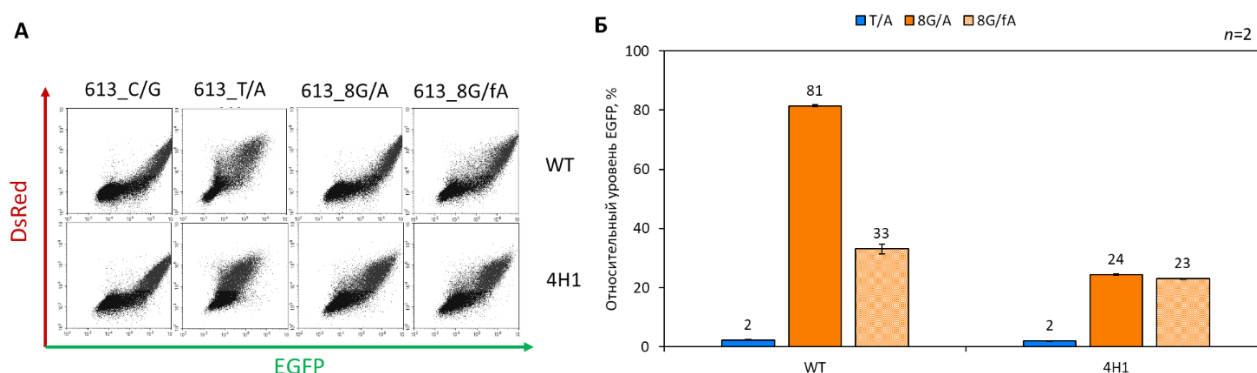 А
613_C/G 613_T/A 613_8G/A 613_8G/fA
WT
4H1
DsRed
EGFP
Б
T/A 8G/A 8G/fA
n=2
Относительный уровень EGFP, %
100
80
60
40
20
0
2
81
33
2
24
23
WT
4H1